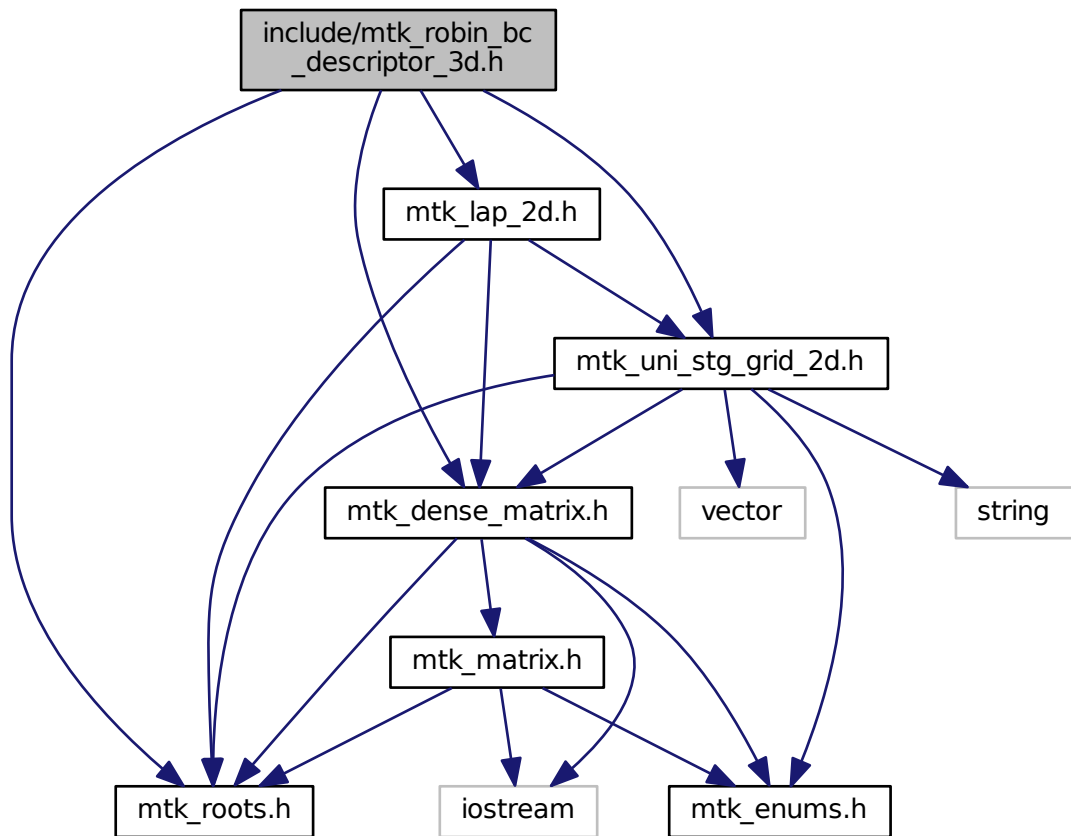 include/mtk_robin_bc
_descriptor_3d.h
mtk_lap_2d.h
mtk_uni_stg_grid_2d.h
mtk_dense_matrix.h
vector
string
mtk_matrix.h
mtk_roots.h
iostream
mtk_enums.h